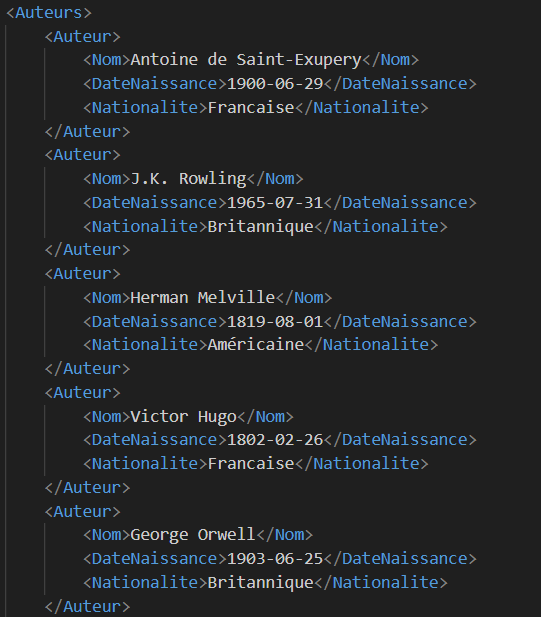 <Auteurs>
<Auteur>
<Nom>Antoine de Saint-Exupery</Nom>
<DateNaissance>1900-06-29</DateNaissance>
<Nationalite>Francaise</Nationalite>
</Auteur>
<Auteur>
<Nom>J.K. Rowling</Nom>
<DateNaissance>1965-07-31</DateNaissance>
<Nationalite>Britannique</Nationalite>
</Auteur>
<Auteur>
<Nom>Herman Melville</Nom>
<DateNaissance>1819-08-01</DateNaissance>
<Nationalite>Américaine</Nationalite>
</Auteur>
<Auteur>
<Nom>Victor Hugo</Nom>
<DateNaissance>1802-02-26</DateNaissance>
<Nationalite>Francaise</Nationalite>
</Auteur>
<Auteur>
<Nom>George Orwell</Nom>
<DateNaissance>1903-06-25</DateNaissance>
<Nationalite>Britannique</Nationalite>
</Auteur>